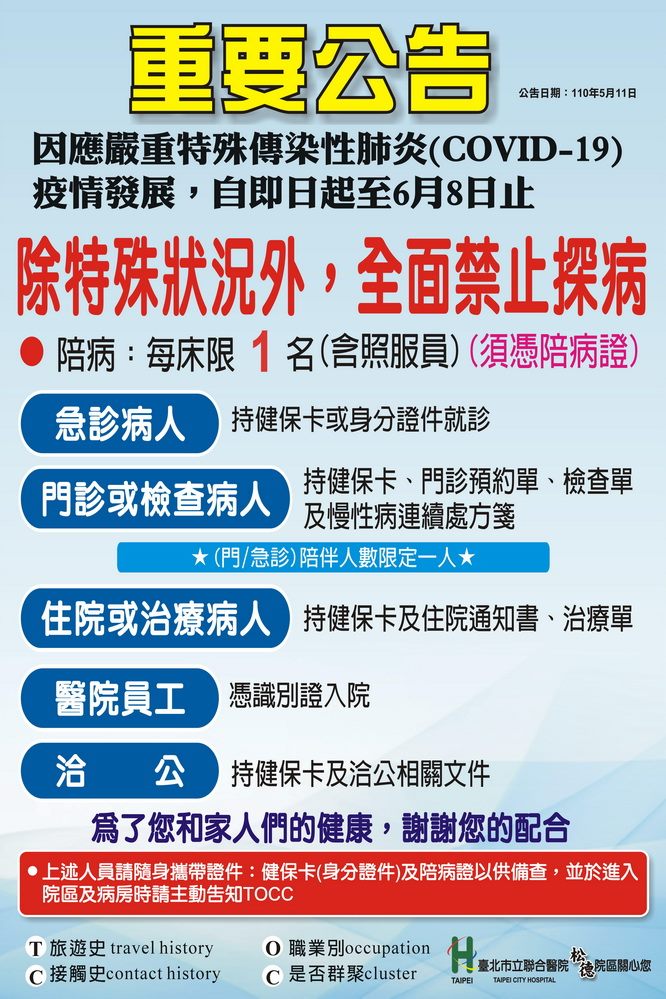 重要公告
公告日期：110年5月11日
因應嚴重特殊傳染性肺炎(COVID-19)
疫情發展，自即日起至6月8日止
除特殊狀況外，全面禁止探病
● 陪病：每床限 1 名(含照服員)(須憑陪病證)
急診病人 持健保卡或身分證件就診
門診或檢查病人 持健保卡、門診預約單、檢查單
及慢性病連續處方箋
★(門/急診)陪伴人數限定一人★
住院或治療病人 持健保卡及住院通知書、治療單
醫院員工 憑識別證入院
洽 公 持健保卡及洽公相關文件
為了您和家人們的健康，謝謝您的配合
●上述人員請隨身攜帶證件：健保卡(身分證件)及陪病證以供備查，並於進入
院區及病房時請主動告知TOCC
T 旅遊史 travel history O 職業別occupation
C 接觸史contact history C 是否群聚cluster
TAIPEI 臺北市立聯合醫院 松德院區關心您
TAIPEI CITY HOSPITAL